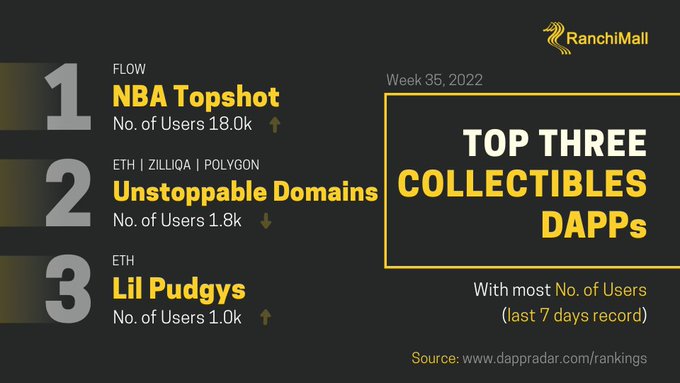 RanchiMall
Week 35, 2022
TOP THREE
COLLECTIBLES
DAPPs
With most No. of Users
(last 7 days record)
1
FLOW
NBA Topshot
No. of Users 18.0k
2
ETH | ZILLIQA | POLYGON
Unstoppable Domains
No. of Users 1.8k
3
ETH
Lil Pudgys
No. of Users 1.0k
Source: www.dappradar.com/rankings